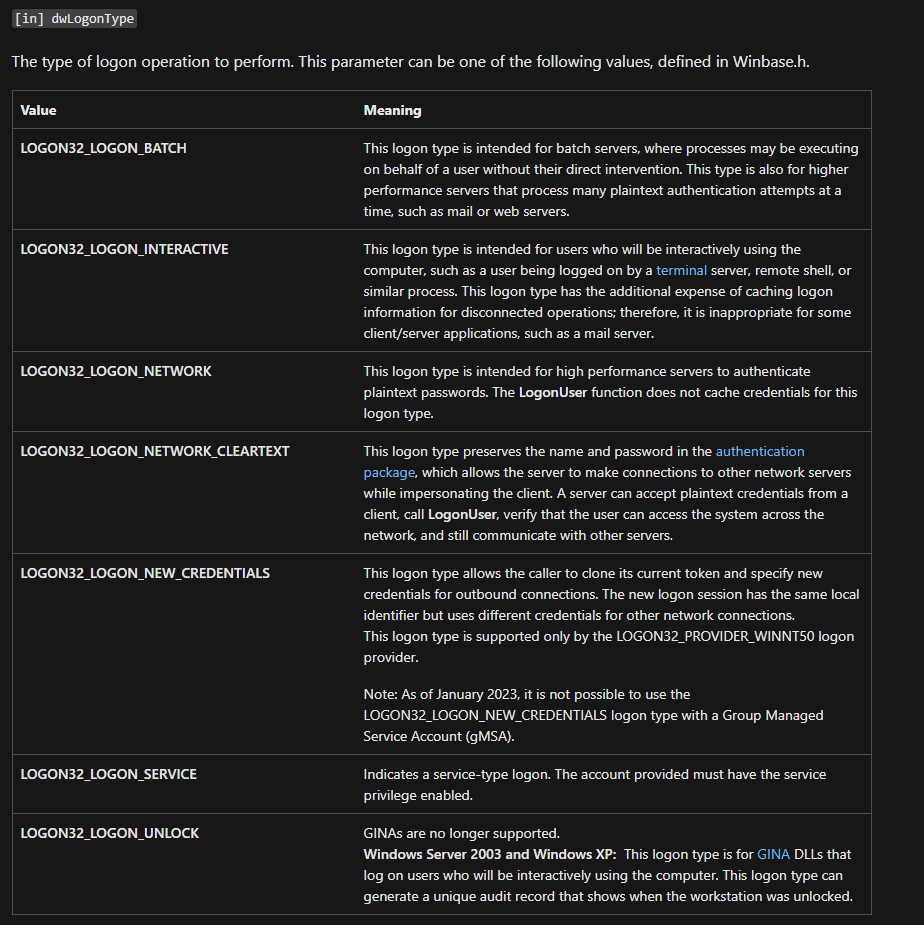 [in] dwLogonType
The type of logon operation to perform. This parameter can be one of the following values, defined in Winbase.h.
Value
Meaning
LOGON32_LOGON_BATCH
This logon type is intended for batch servers, where processes may be executing
on behalf of a user without their direct intervention. This type is also for higher
performance servers that process many plaintext authentication attempts at a
time, such as mail or web servers.
LOGON32_LOGON_INTERACTIVE
This logon type is intended for users who will be interactively using the
computer, such as a user being logged on by a terminal server, remote shell, or
similar process. This logon type has the additional expense of caching logon
information for disconnected operations; therefore, it is inappropriate for some
client/server applications, such as a mail server.
LOGON32_LOGON_NETWORK
This logon type is intended for high performance servers to authenticate
plaintext passwords. The LogonUser function does not cache credentials for this
logon type.
LOGON32_LOGON_NETWORK_CLEARTEXT
This logon type preserves the name and password in the authentication
package, which allows the server to make connections to other network servers
while impersonating the client. A server can accept plaintext credentials from a
client, call LogonUser, verify that the user can access the system across the
network, and still communicate with other servers.
LOGON32_LOGON_NEW_CREDENTIALS
This logon type allows the caller to clone its current token and specify new
credentials for outbound connections. The new logon session has the same local
identifier but uses different credentials for other network connections.
This logon type is supported only by the LOGON32_PROVIDER_WINNT50 logon
provider.
Note: As of January 2023, it is not possible to use the
LOGON32_LOGON_NEW_CREDENTIALS logon type with a Group Managed
Service Account (gMSA).
LOGON32_LOGON_SERVICE
Indicates a service-type logon. The account provided must have the service
privilege enabled.
LOGON32_LOGON_UNLOCK
GINAs are no longer supported.
Windows Server 2003 and Windows XP: This logon type is for GINA DLLs that
log on users who will be interactively using the computer. This logon type can
generate a unique audit record that shows when the workstation was unlocked.